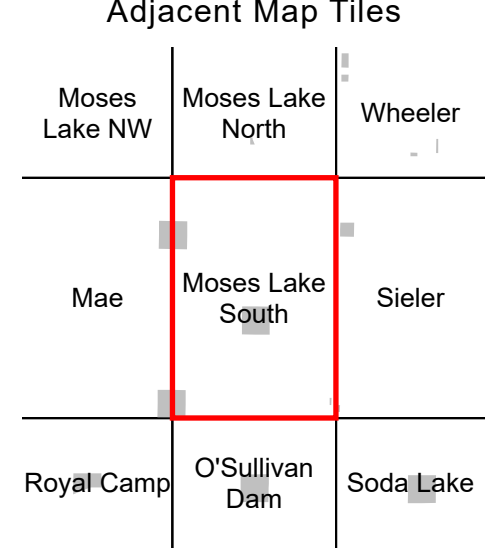 Adjacent Map Tiles
Moses
Lake NW
Moses Lake
North
Wheeler
Mae
Moses Lake
South
Sieler
Royal Camp
O'Sullivan
Dam
Soda Lake